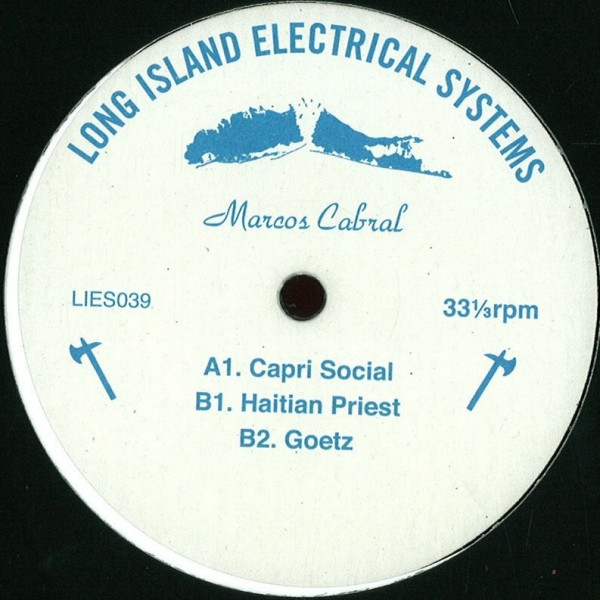 LONG ISLAND ELECTRICAL SYSTEMS
Marcos Cabral
LIES039
33⅓rpm
A1. Capri Social
B1. Haitian Priest
B2. Goetz